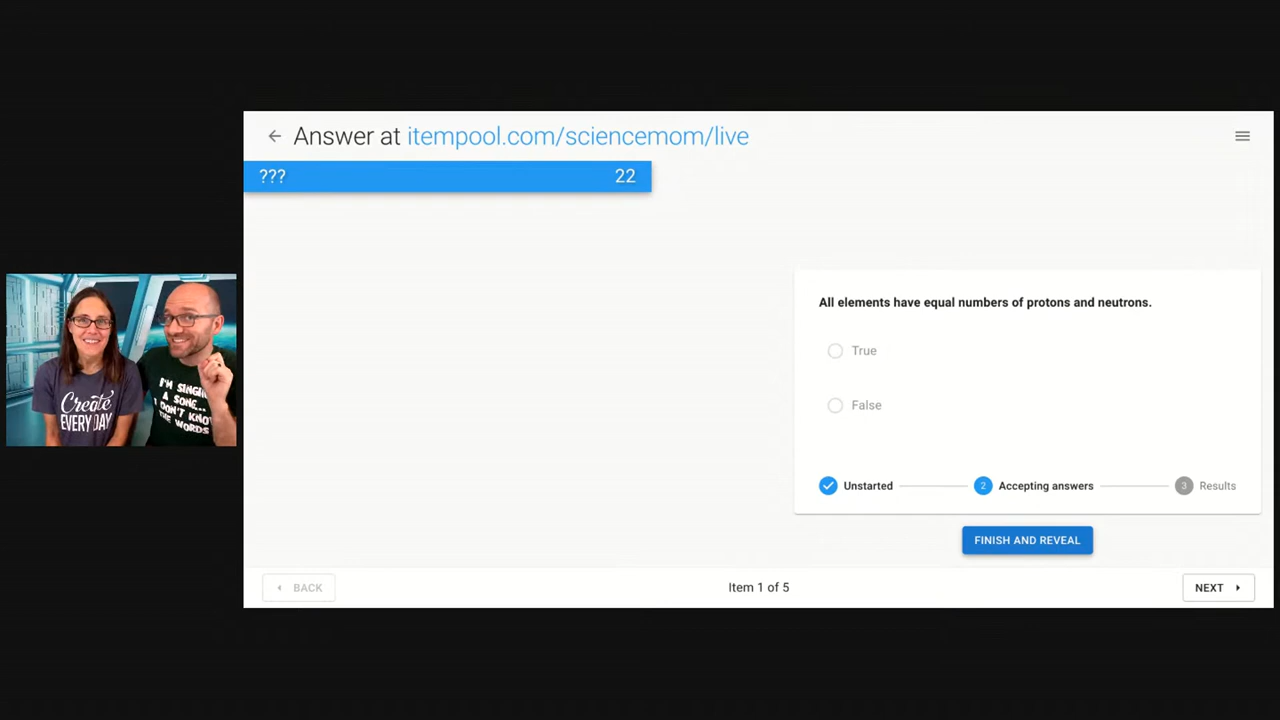 Answer at itempool.com/sciencemom/live
??? 22
All elements have equal numbers of protons and neutrons.
True
False
Unstarted
2 Accepting answers
3 Results
FINISH AND REVEAL
BACK
Item 1 of 5
NEXT
Create
EVERY DAY
I'M SINGING
A SONG...
I DON'T KNOW
THE WORDS